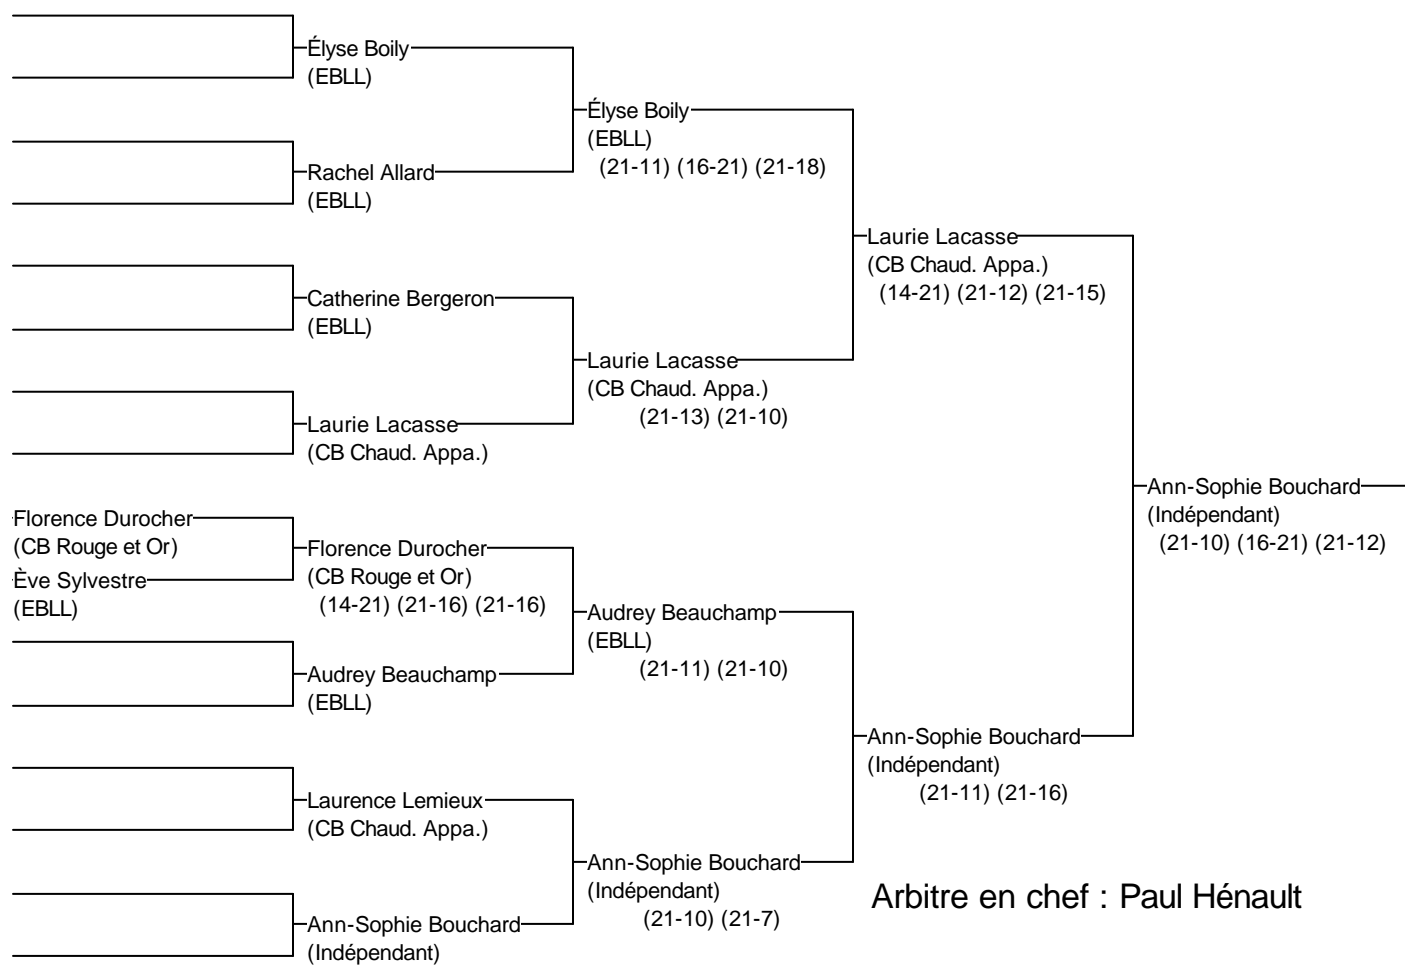 Élyse Boily
(EBLL)
Rachel Allard
(EBLL)
Catherine Bergeron
(EBLL)
Laurie Lacasse
(CB Chaud. Appa.)
Florence Durocher
(CB Rouge et Or)
Ève Sylvestre
(EBLL)
Florence Durocher
(CB Rouge et Or)
(14-21) (21-16) (21-16)
Audrey Beauchamp
(EBLL)
Laurence Lemieux
(CB Chaud. Appa.)
Ann-Sophie Bouchard
(Indépendant)
Élyse Boily
(EBLL)
(21-11) (16-21) (21-18)
Laurie Lacasse
(CB Chaud. Appa.)
(21-13) (21-10)
Audrey Beauchamp
(EBLL)
(21-11) (21-10)
Ann-Sophie Bouchard
(Indépendant)
(21-10) (21-7)
Laurie Lacasse
(CB Chaud. Appa.)
(14-21) (21-12) (21-15)
Ann-Sophie Bouchard
(Indépendant)
(21-11) (21-16)
Ann-Sophie Bouchard
(Indépendant)
(21-10) (16-21) (21-12)
Arbitre en chef : Paul Hénault